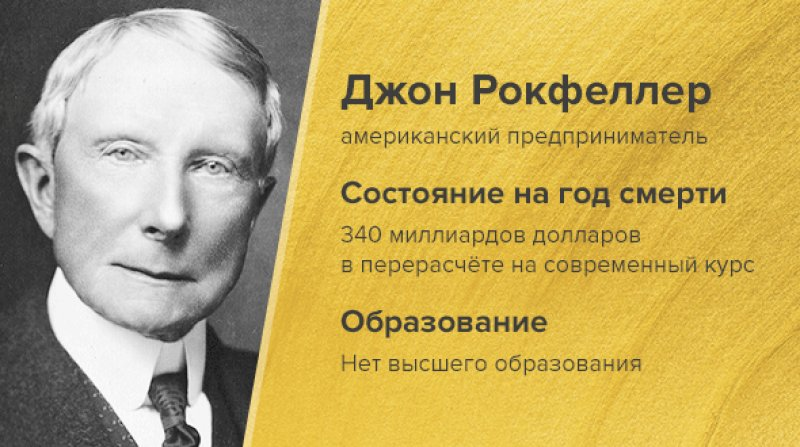 Джон Рокфеллер
американский предприниматель
Состояние на год смерти
340 миллиардов долларов
в перерасчёте на современный курс
Образование
Нет высшего образования